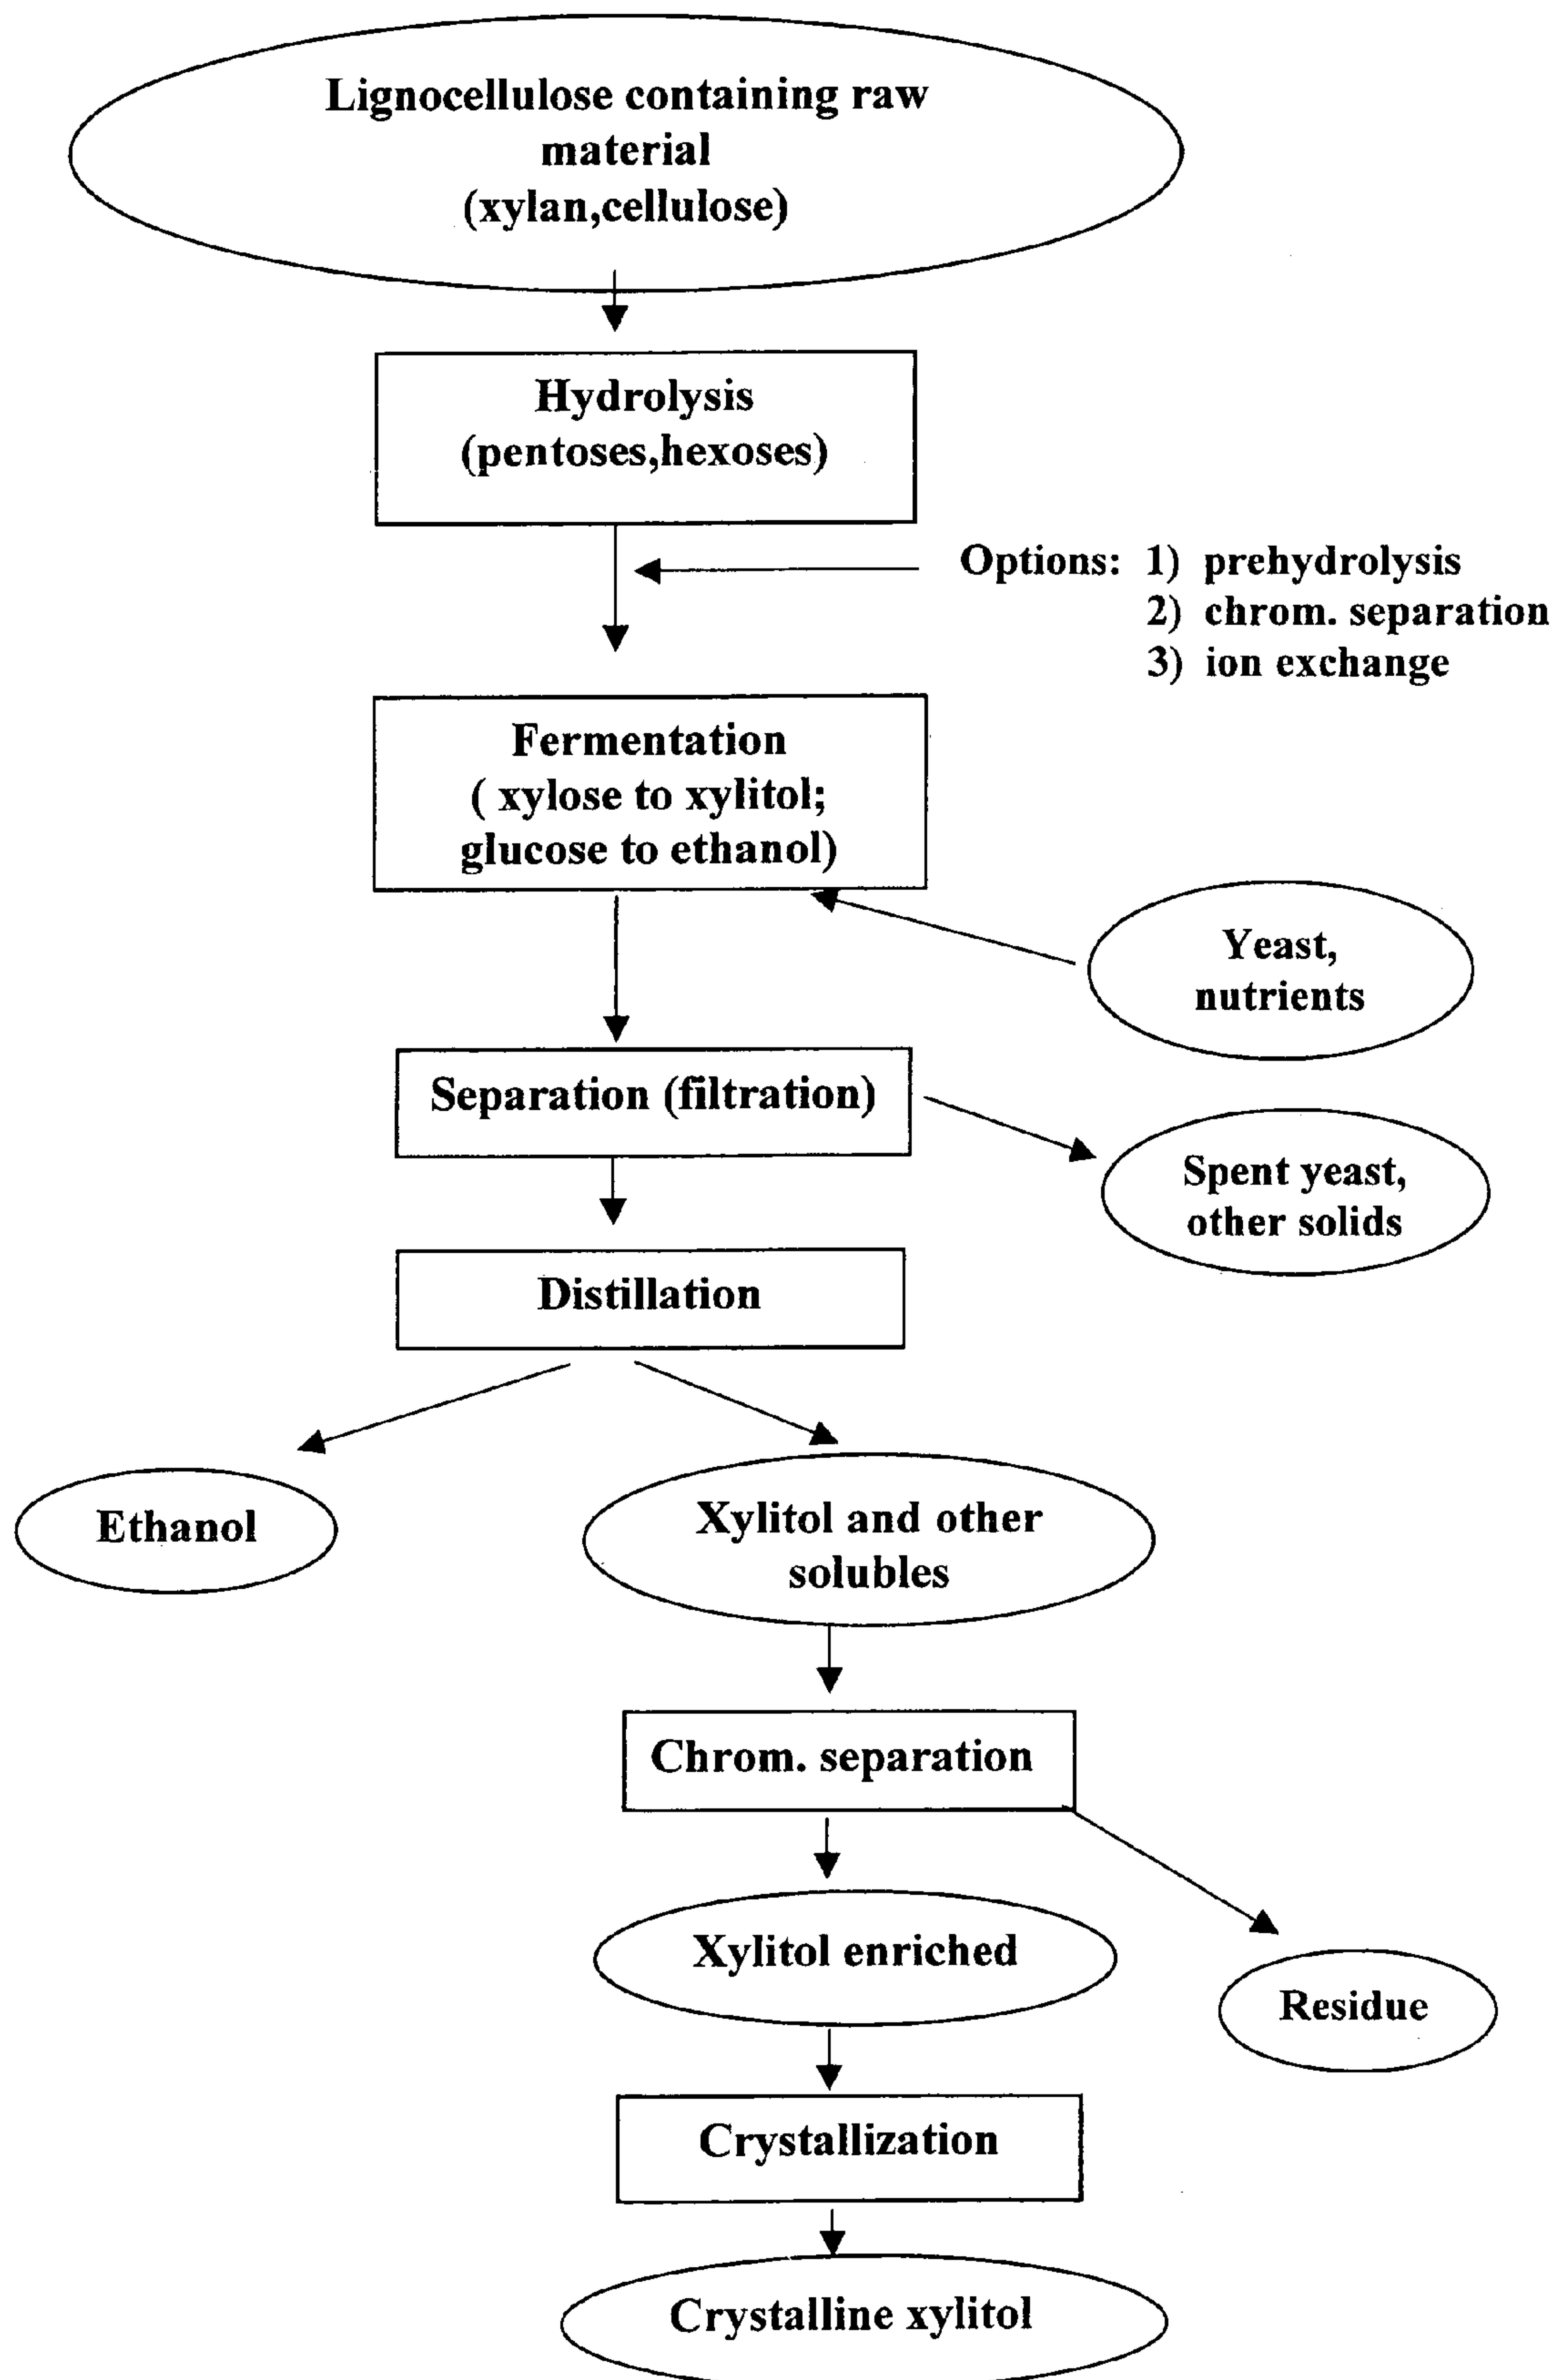 Lignocellulose containing raw
material
(xylan,cellulose)
Hydrolysis
(pentoses,hexoses)
Options: 1) prehydrolysis
2) chrom. separation
3) ion exchange
Fermentation
( xylose to xylitol;
glucose to ethanol)
Yeast,
nutrients
Separation (filtration)
Spent yeast,
other solids
Distillation
Ethanol
Xylitol and other
solubles
Chrom. separation
Xylitol enriched
Residue
Crystallization
Crystalline xylitol